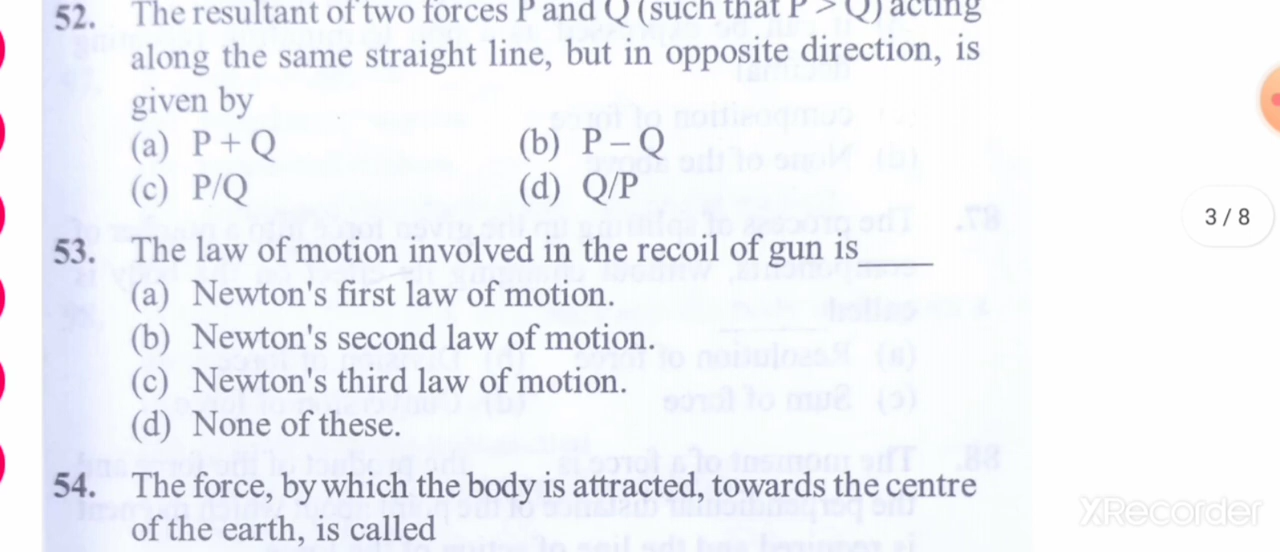 52. The resultant of two forces P and Q (such that P > Q) acting
along the same straight line, but in opposite direction, is
given by
(a) P + Q (b) P – Q
(c) P/Q (d) Q/P
53. The law of motion involved in the recoil of gun is____
(a) Newton's first law of motion.
(b) Newton's second law of motion.
(c) Newton's third law of motion.
(d) None of these.
54. The force, by which the body is attracted, towards the centre
of the earth, is called
3 / 8
XRecorder